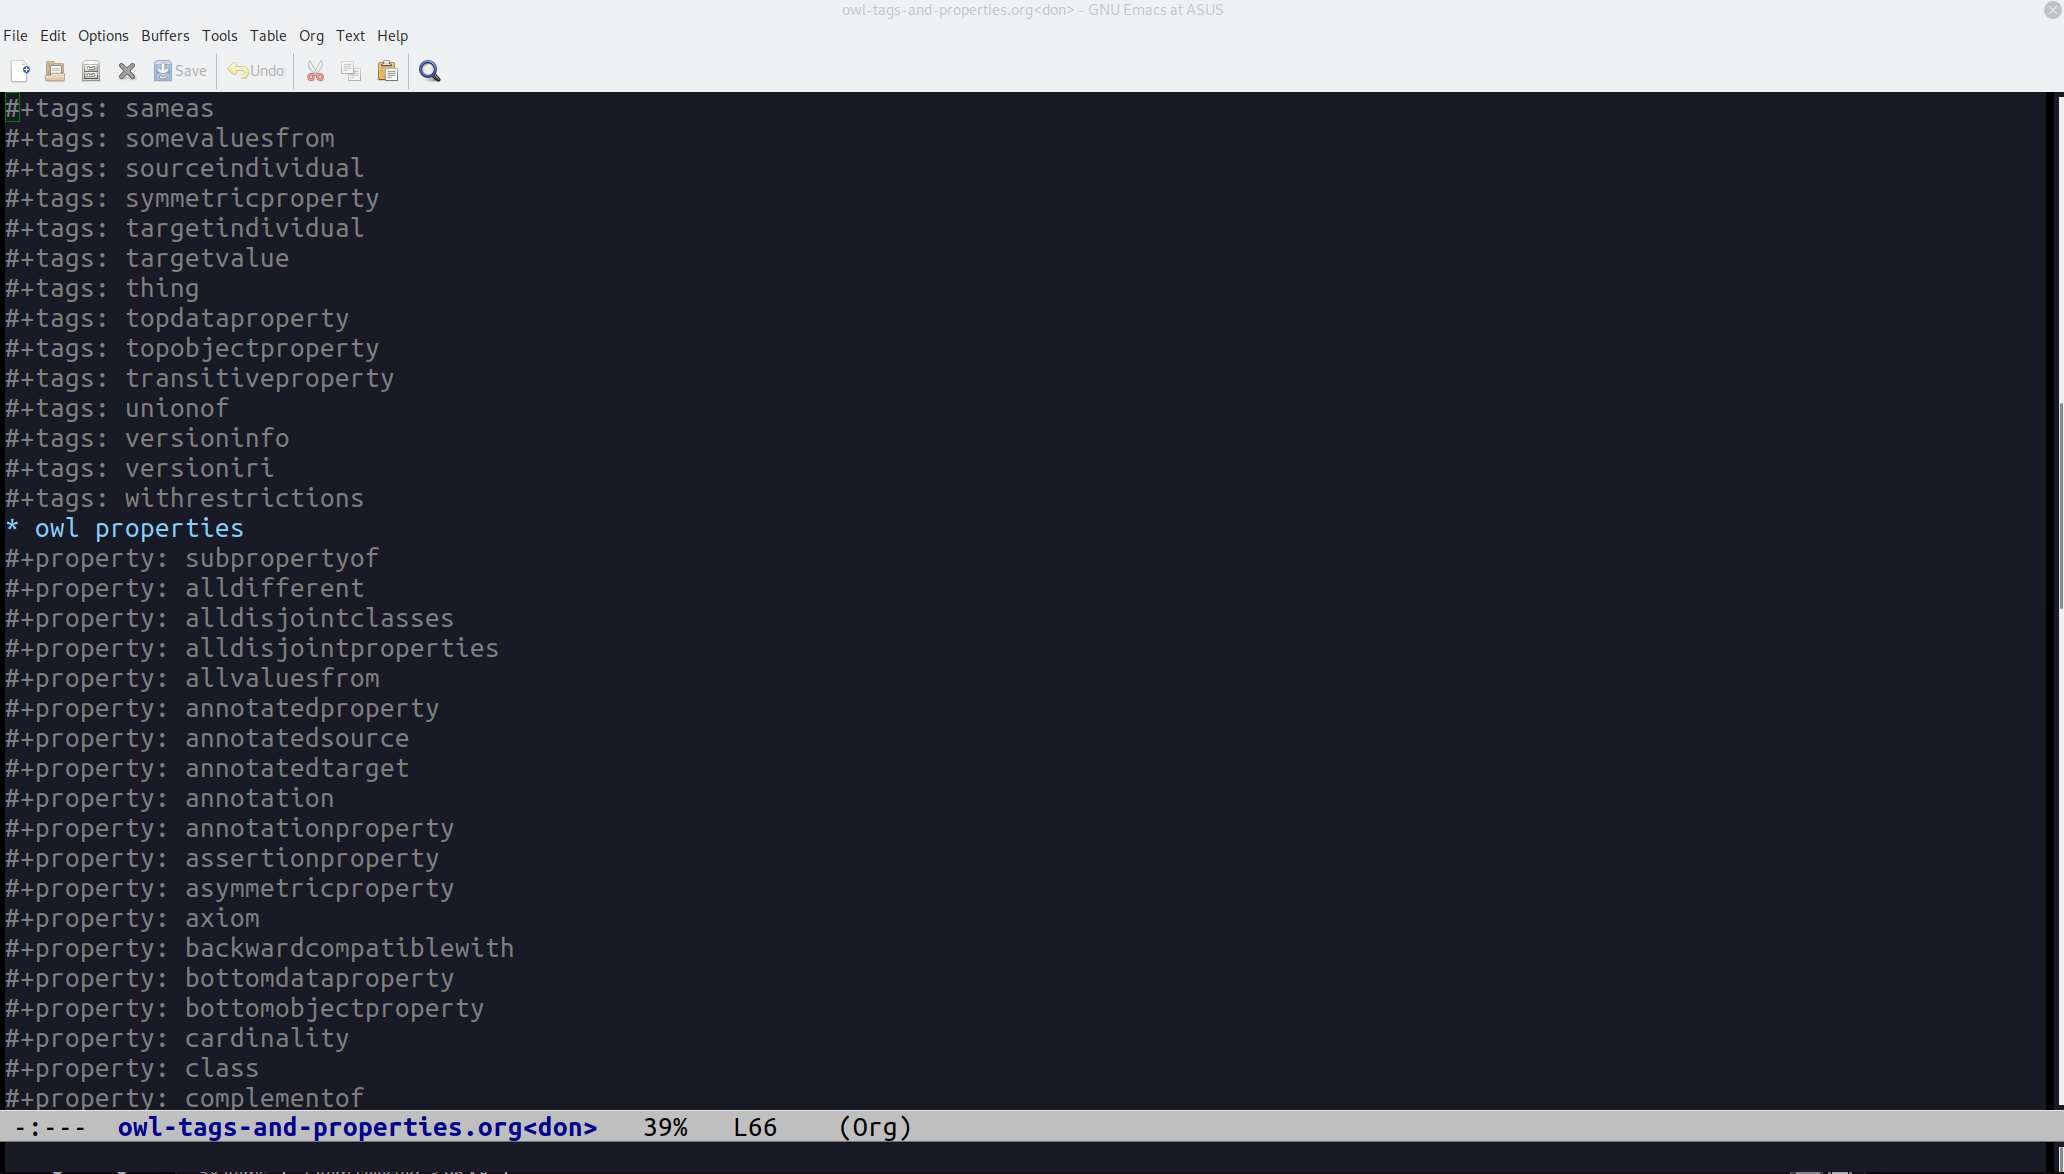 owl-tags-and-properties.org<don> - GNU Emacs at ASUS
File Edit Options Buffers Tools Table Org Text Help
Save Undo
#+tags: sameas
#+tags: somevaluesfrom
#+tags: sourceindividual
#+tags: symmetricproperty
#+tags: targetindividual
#+tags: targetvalue
#+tags: thing
#+tags: topdataproperty
#+tags: topobjectproperty
#+tags: transitiveproperty
#+tags: unionof
#+tags: versioninfo
#+tags: versioniri
#+tags: withrestrictions
* owl properties
#+property: subpropertyof
#+property: alldifferent
#+property: alldisjointclasses
#+property: alldisjointproperties
#+property: allvaluesfrom
#+property: annotatedproperty
#+property: annotatedsource
#+property: annotatedtarget
#+property: annotation
#+property: annotationproperty
#+property: assertionproperty
#+property: asymmetricproperty
#+property: axiom
#+property: backwardcompatiblewith
#+property: bottomdataproperty
#+property: bottomobjectproperty
#+property: cardinality
#+property: class
#+property: complementof
-:--- owl-tags-and-properties.org<don> 39% L66 (Org)